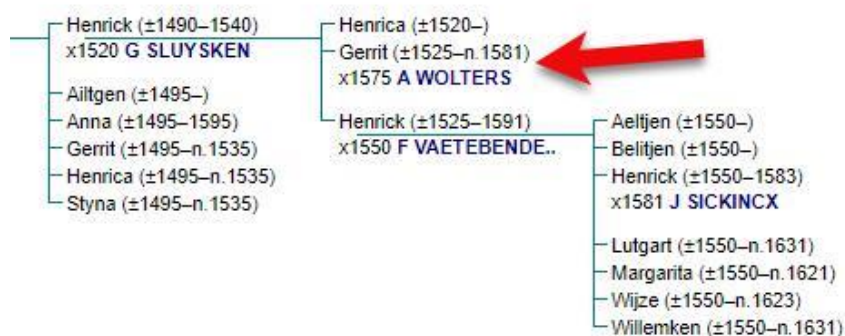 Henrick (±1490–1540)
x1520 G SLUYSKEN
Ailtgen (±1495–)
Anna (±1495–1595)
Gerrit (±1495–n.1535)
Henrica (±1495–n.1535)
Styna (±1495–n.1535)
Henrica (±1520–)
Gerrit (±1525–n.1581)
x1575 A WOLTERS
Henrick (±1525–1591)
x1550 F VAETEBENDE..
Aeltjen (±1550–)
Belitjen (±1550–)
Henrick (±1550–1583)
x1581 J SICKINCX
Lutgart (±1550–n.1631)
Margarita (±1550–n.1621)
Wijze (±1550–n.1623)
Willemken (±1550–n.1631)